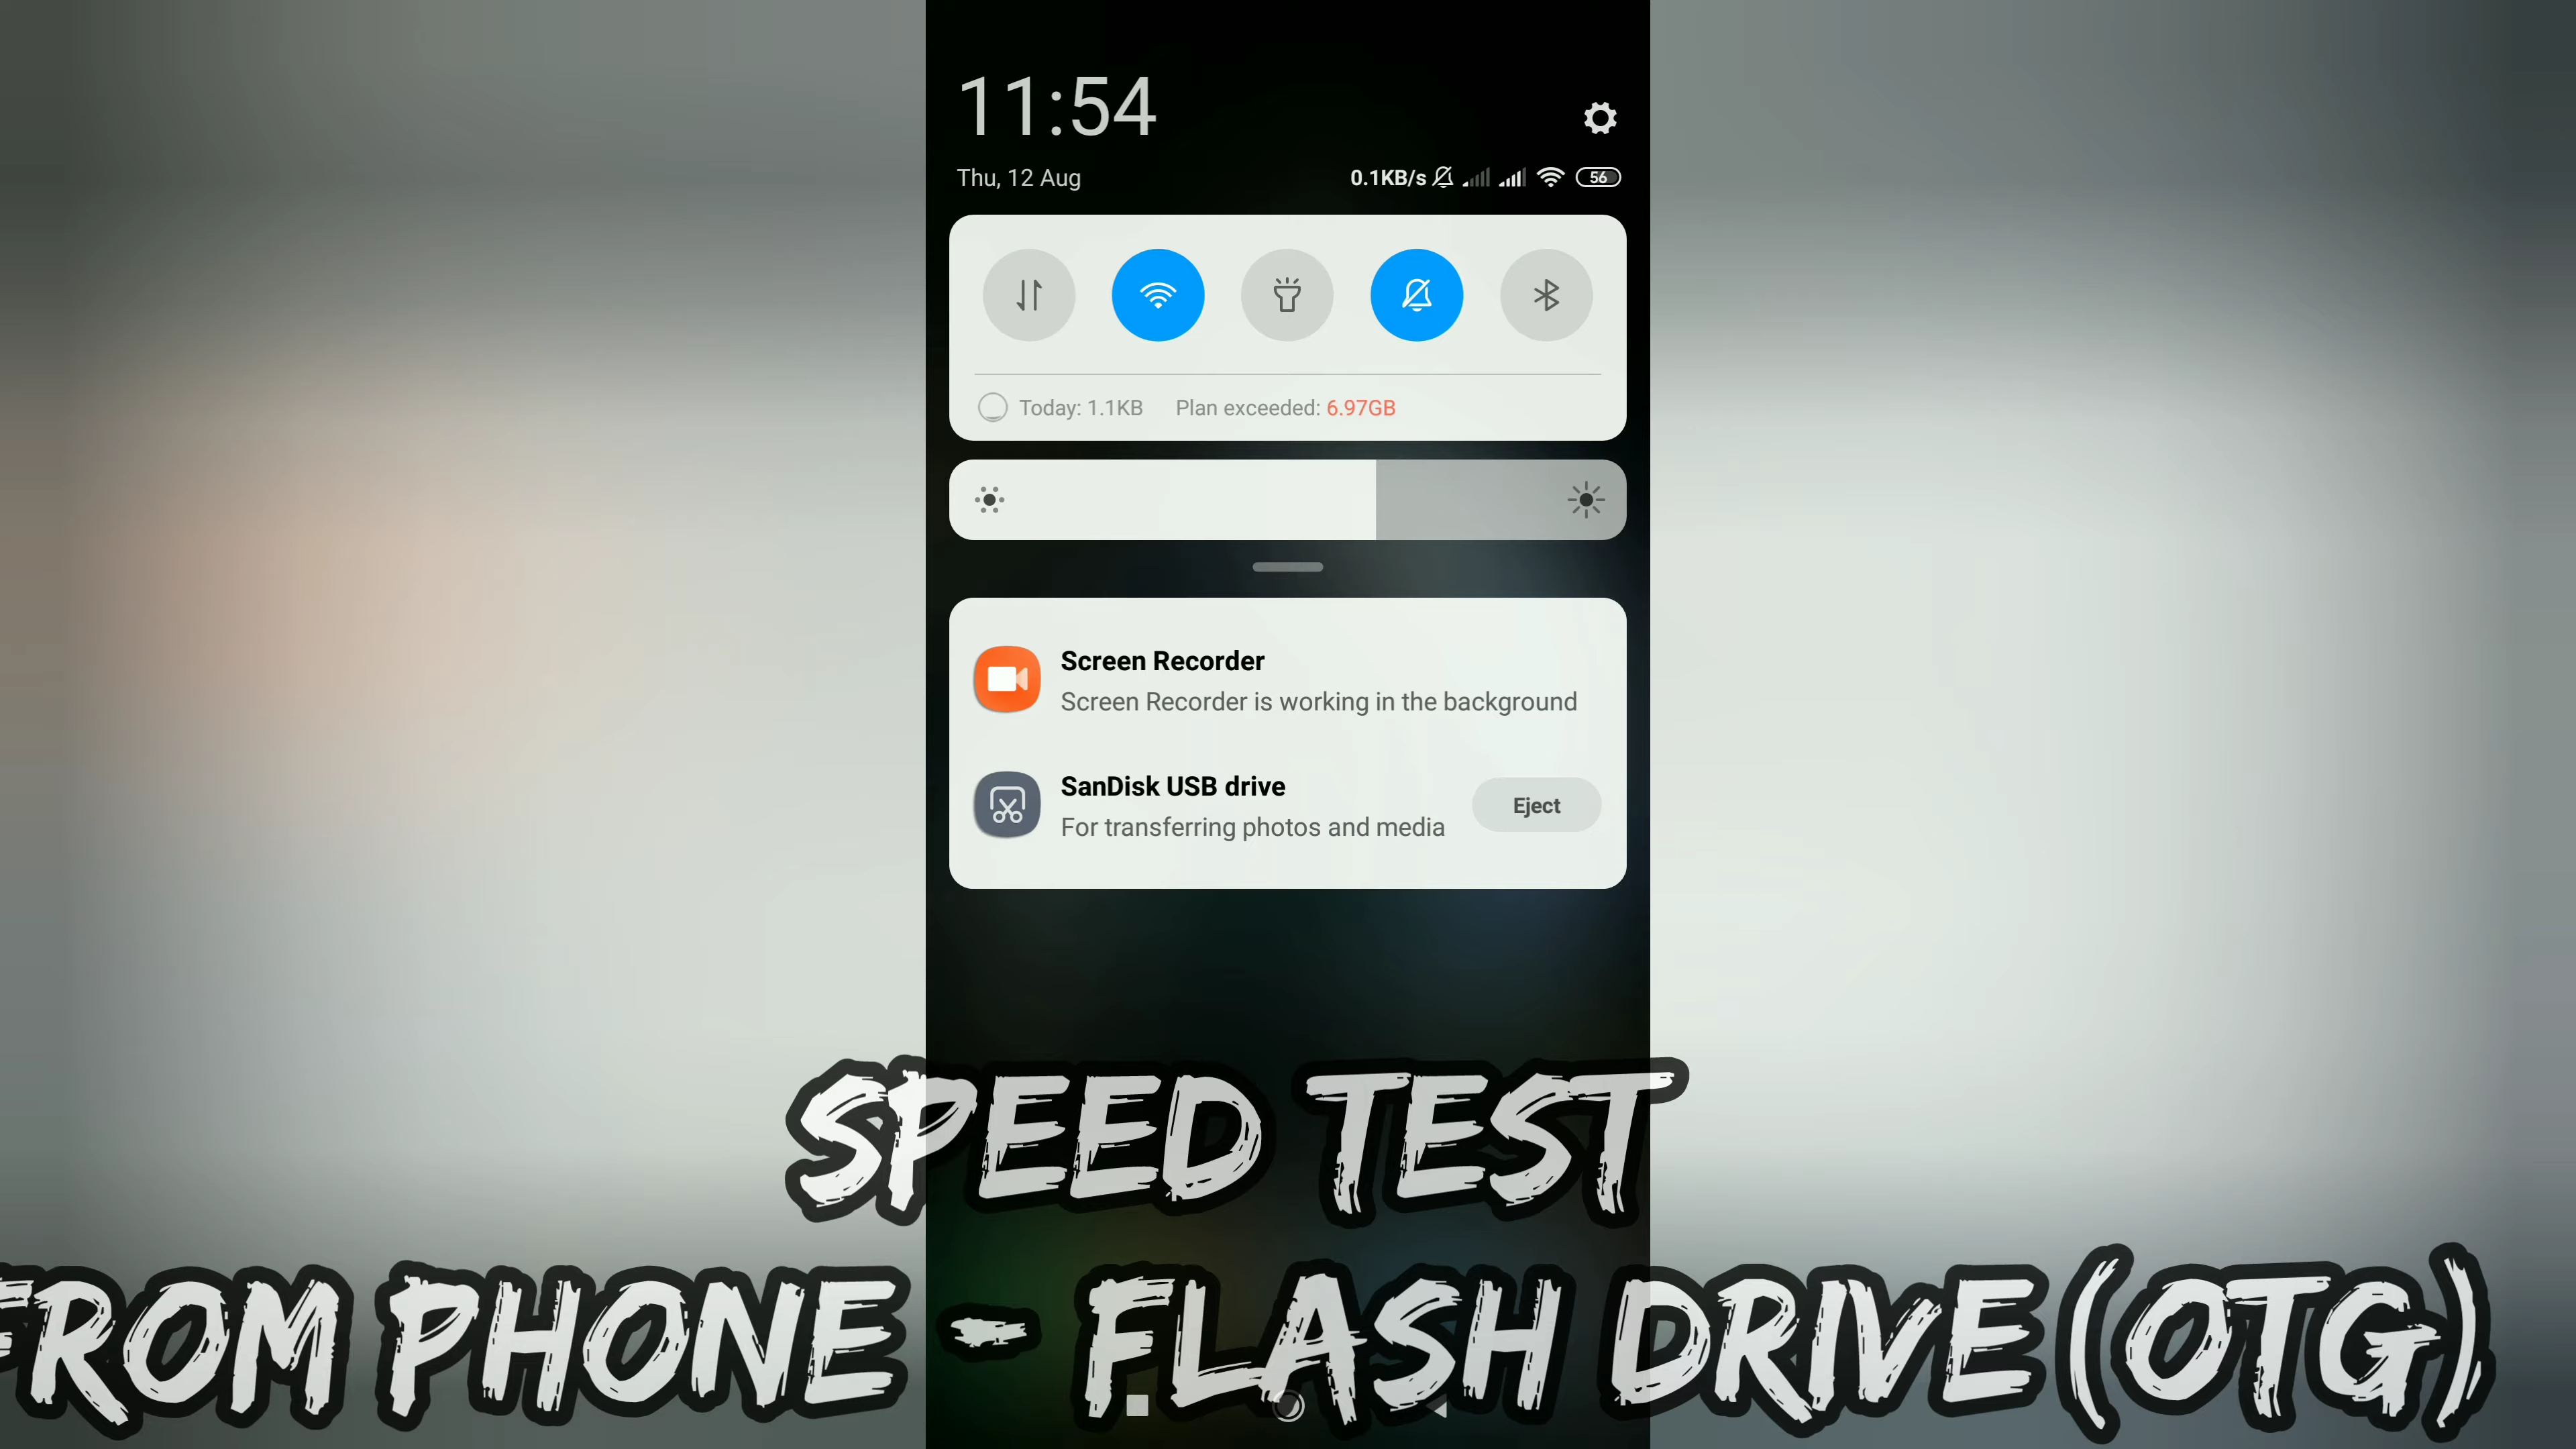 11:54
Thu, 12 Aug
0.1KB/s 56
Today: 1.1KB Plan exceeded: 6.97GB
Screen Recorder
Screen Recorder is working in the background
SanDisk USB drive
For transferring photos and media
Eject
SPEED TEST
FROM PHONE - FLASH DRIVE (OTG)